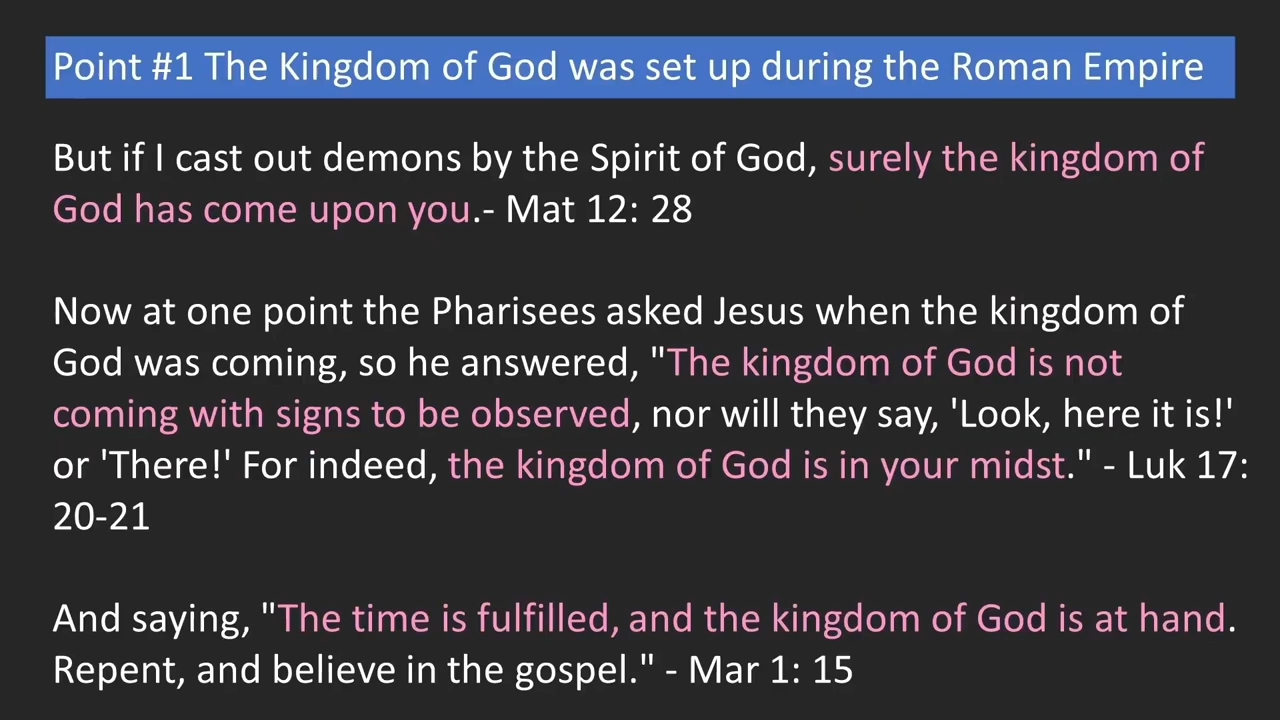 Point #1 The Kingdom of God was set up during the Roman Empire
But if I cast out demons by the Spirit of God, surely the kingdom of
God has come upon you.- Mat 12: 28
Now at one point the Pharisees asked Jesus when the kingdom of
God was coming, so he answered, "The kingdom of God is not
coming with signs to be observed, nor will they say, 'Look, here it is!'
or 'There!' For indeed, the kingdom of God is in your midst." - Luk 17:
20-21
And saying, "The time is fulfilled, and the kingdom of God is at hand.
Repent, and believe in the gospel." - Mar 1: 15